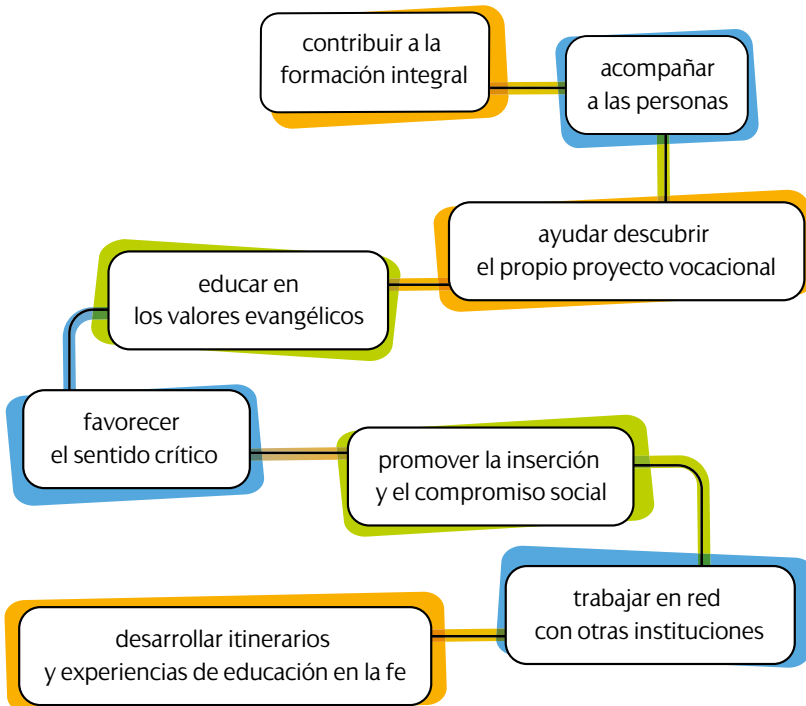 contribuir a la
formación integral
acompañar
a las personas
ayudar descubrir
el propio proyecto vocacional
educar en
los valores evangélicos
favorecer
el sentido crítico
promover la inserción
y el compromiso social
trabajar en red
con otras instituciones
desarrollar itinerarios
y experiencias de educación en la fe